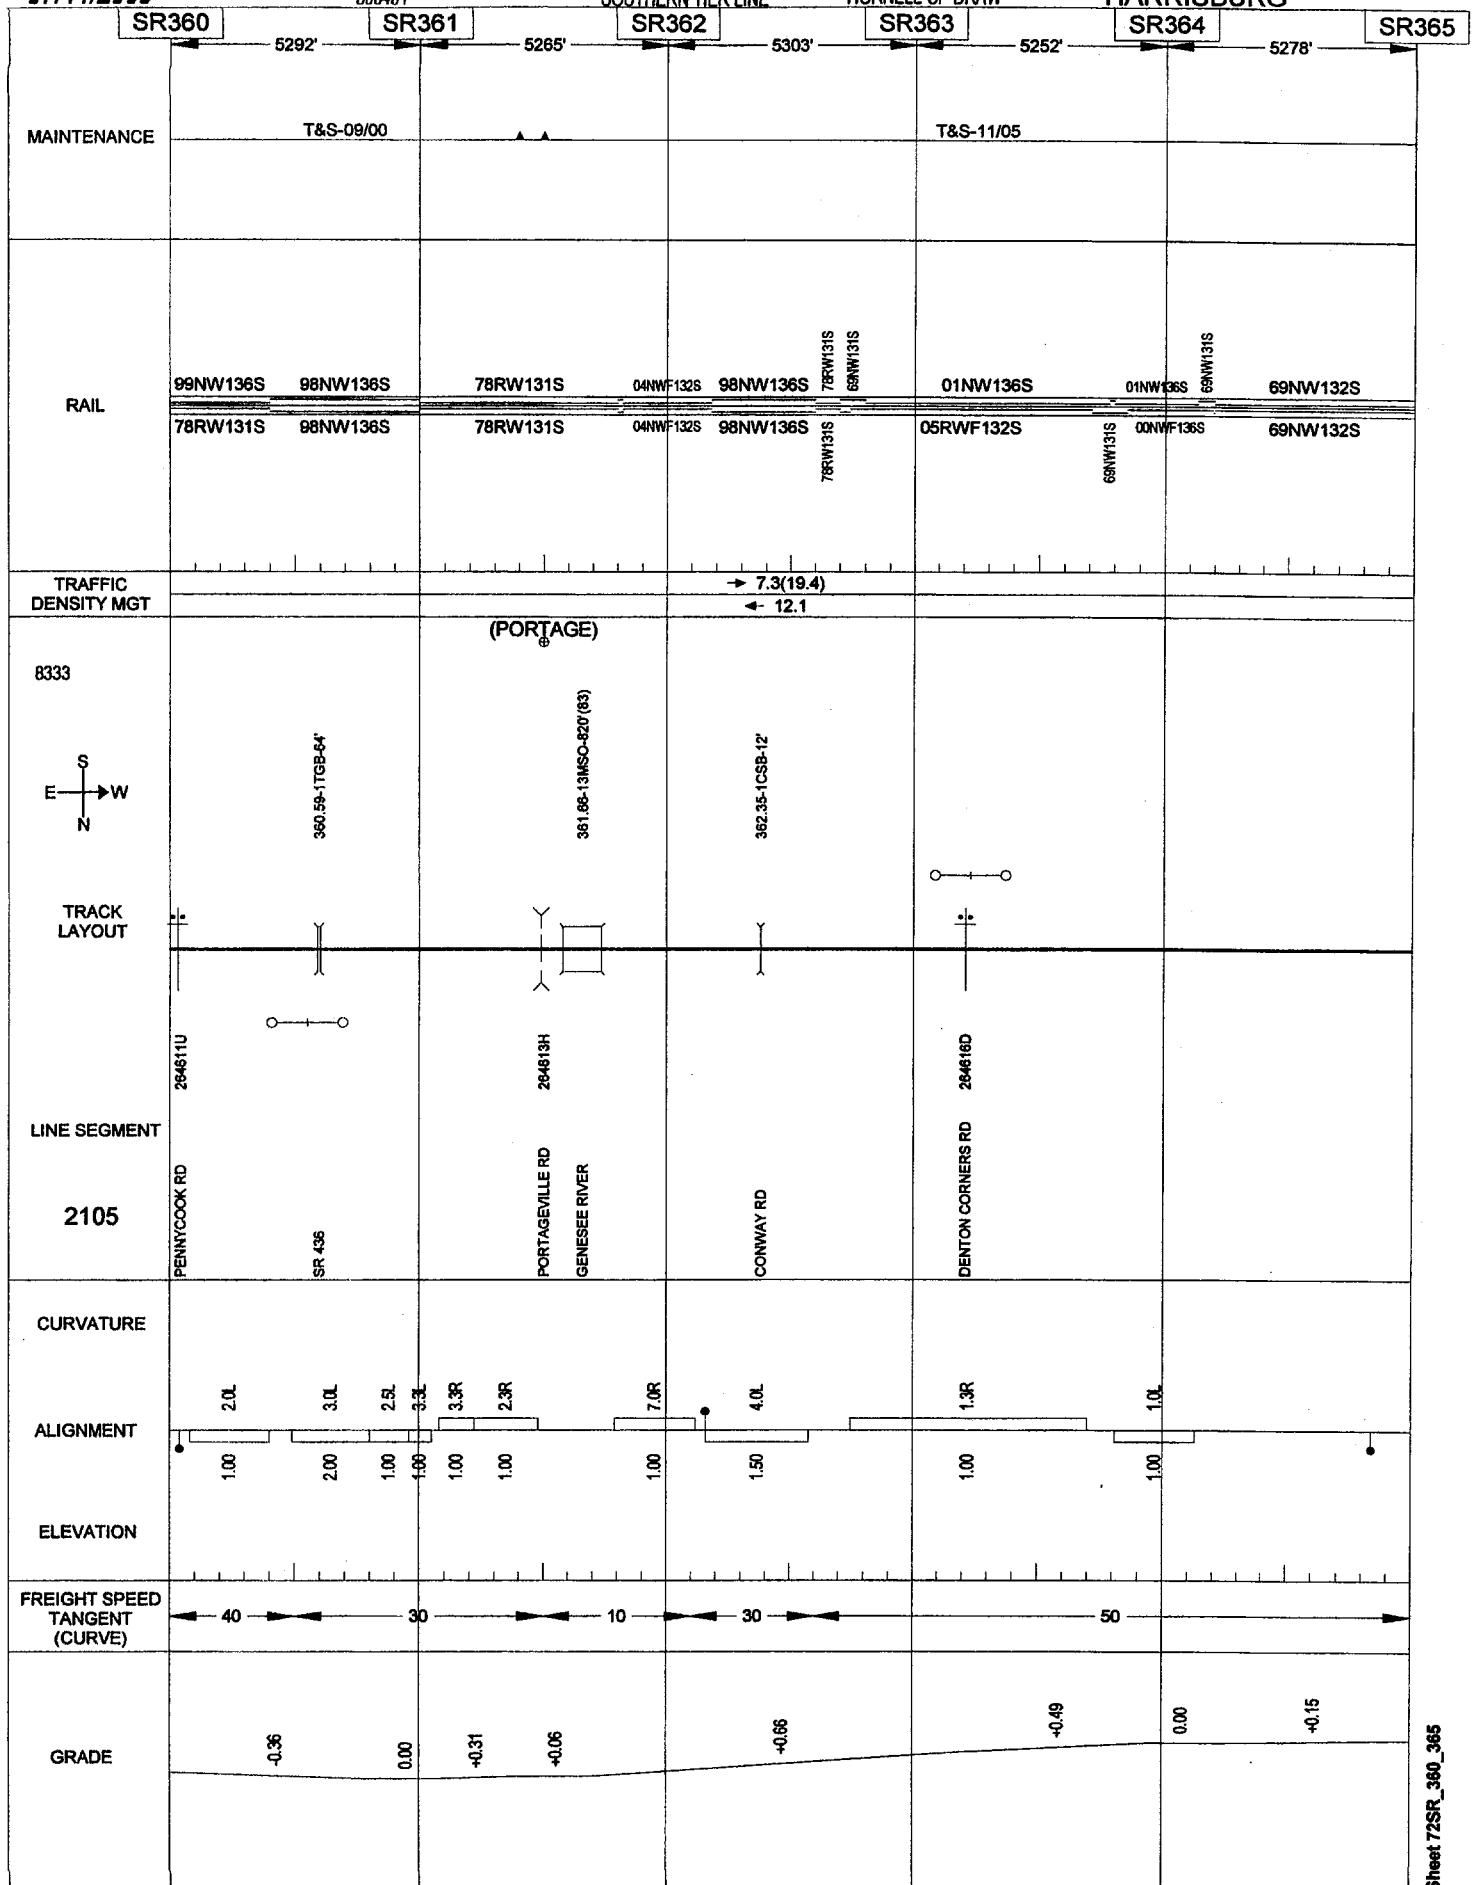 HARRISBURG
SR360 SR361 SR362 SR363 SR364 SR365
5292' 5265' 5303' 5252' 5278'
MAINTENANCE
T&S-09/00 T&S-11/05
RAIL
78RW131S 69NW131S 69NW131S
99NW136S 98NW136S 78RW131S 04NWF132S 98NW136S 01NW136S 01NW136S 69NW132S
78RW131S 98NW136S 78RW131S 04NWF132S 98NW136S 05RWF132S 00NWF136S 69NW132S
78RW131S 69NW131S
TRAFFIC
DENSITY MGT
7.3(19.4)
12.1
(PORTAGE)
8333
S
E W
N
360.59-1TGB-64'
361.66-13MSO-820'(83)
362.35-1CSB-12'
TRACK
LAYOUT
264611U
264613H
264616D
LINE SEGMENT
2105
PENNYCOOK RD
SR 436
PORTAGEVILLE RD
GENESEE RIVER
CONWAY RD
DENTON CORNERS RD
CURVATURE
2.0L 3.0L 2.5L 3.3L 3.3R 2.3R 7.0R 4.0L 1.3R 1.0L
ALIGNMENT
1.00 2.00 1.00 1.00 1.00 1.00 1.00 1.50 1.00 1.00
ELEVATION
FREIGHT SPEED
TANGENT
(CURVE)
40 30 10 30 50
GRADE
-0.36 0.00 +0.31 +0.06 +0.66 +0.49 0.00 +0.15
Sheet 72SR_360_365